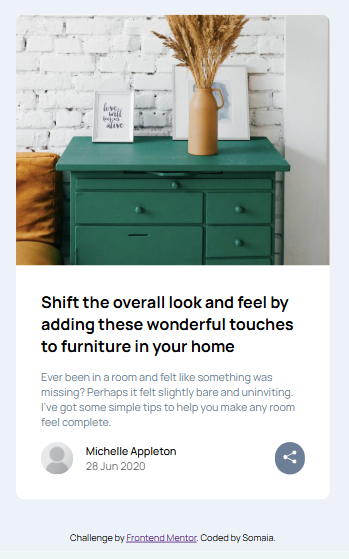 love
will
keep us
alive
Shift the overall look and feel by
adding these wonderful touches
to furniture in your home
Ever been in a room and felt like something was
missing? Perhaps it felt slightly bare and uninviting.
I've got some simple tips to help you make any room
feel complete.
Michelle Appleton
28 Jun 2020
Challenge by Frontend Mentor. Coded by Somaia.